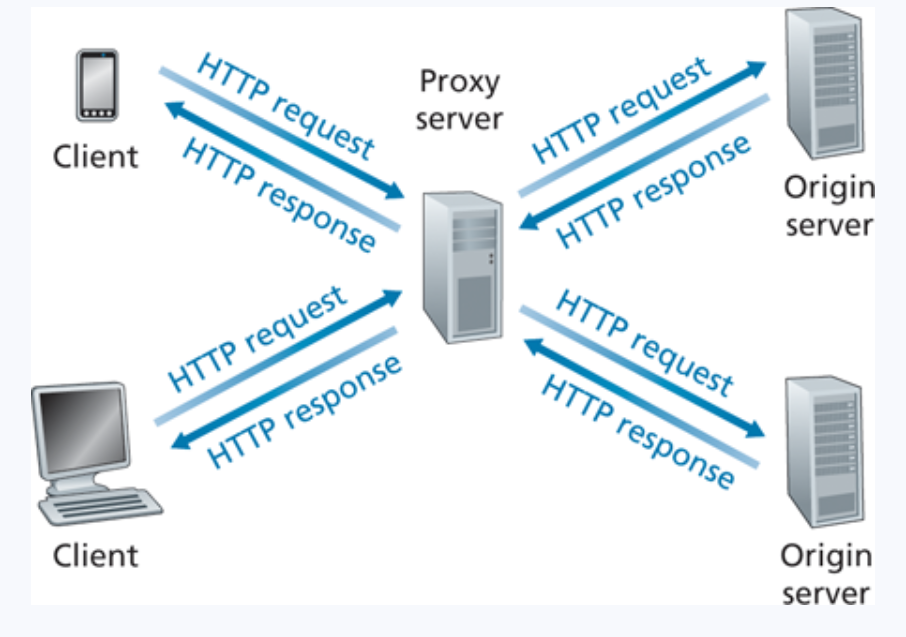 HTTP request
HTTP response
Client
Proxy
server
HTTP request
HTTP response
Origin
server
HTTP request
HTTP response
Client
HTTP request
HTTP response
Origin
server